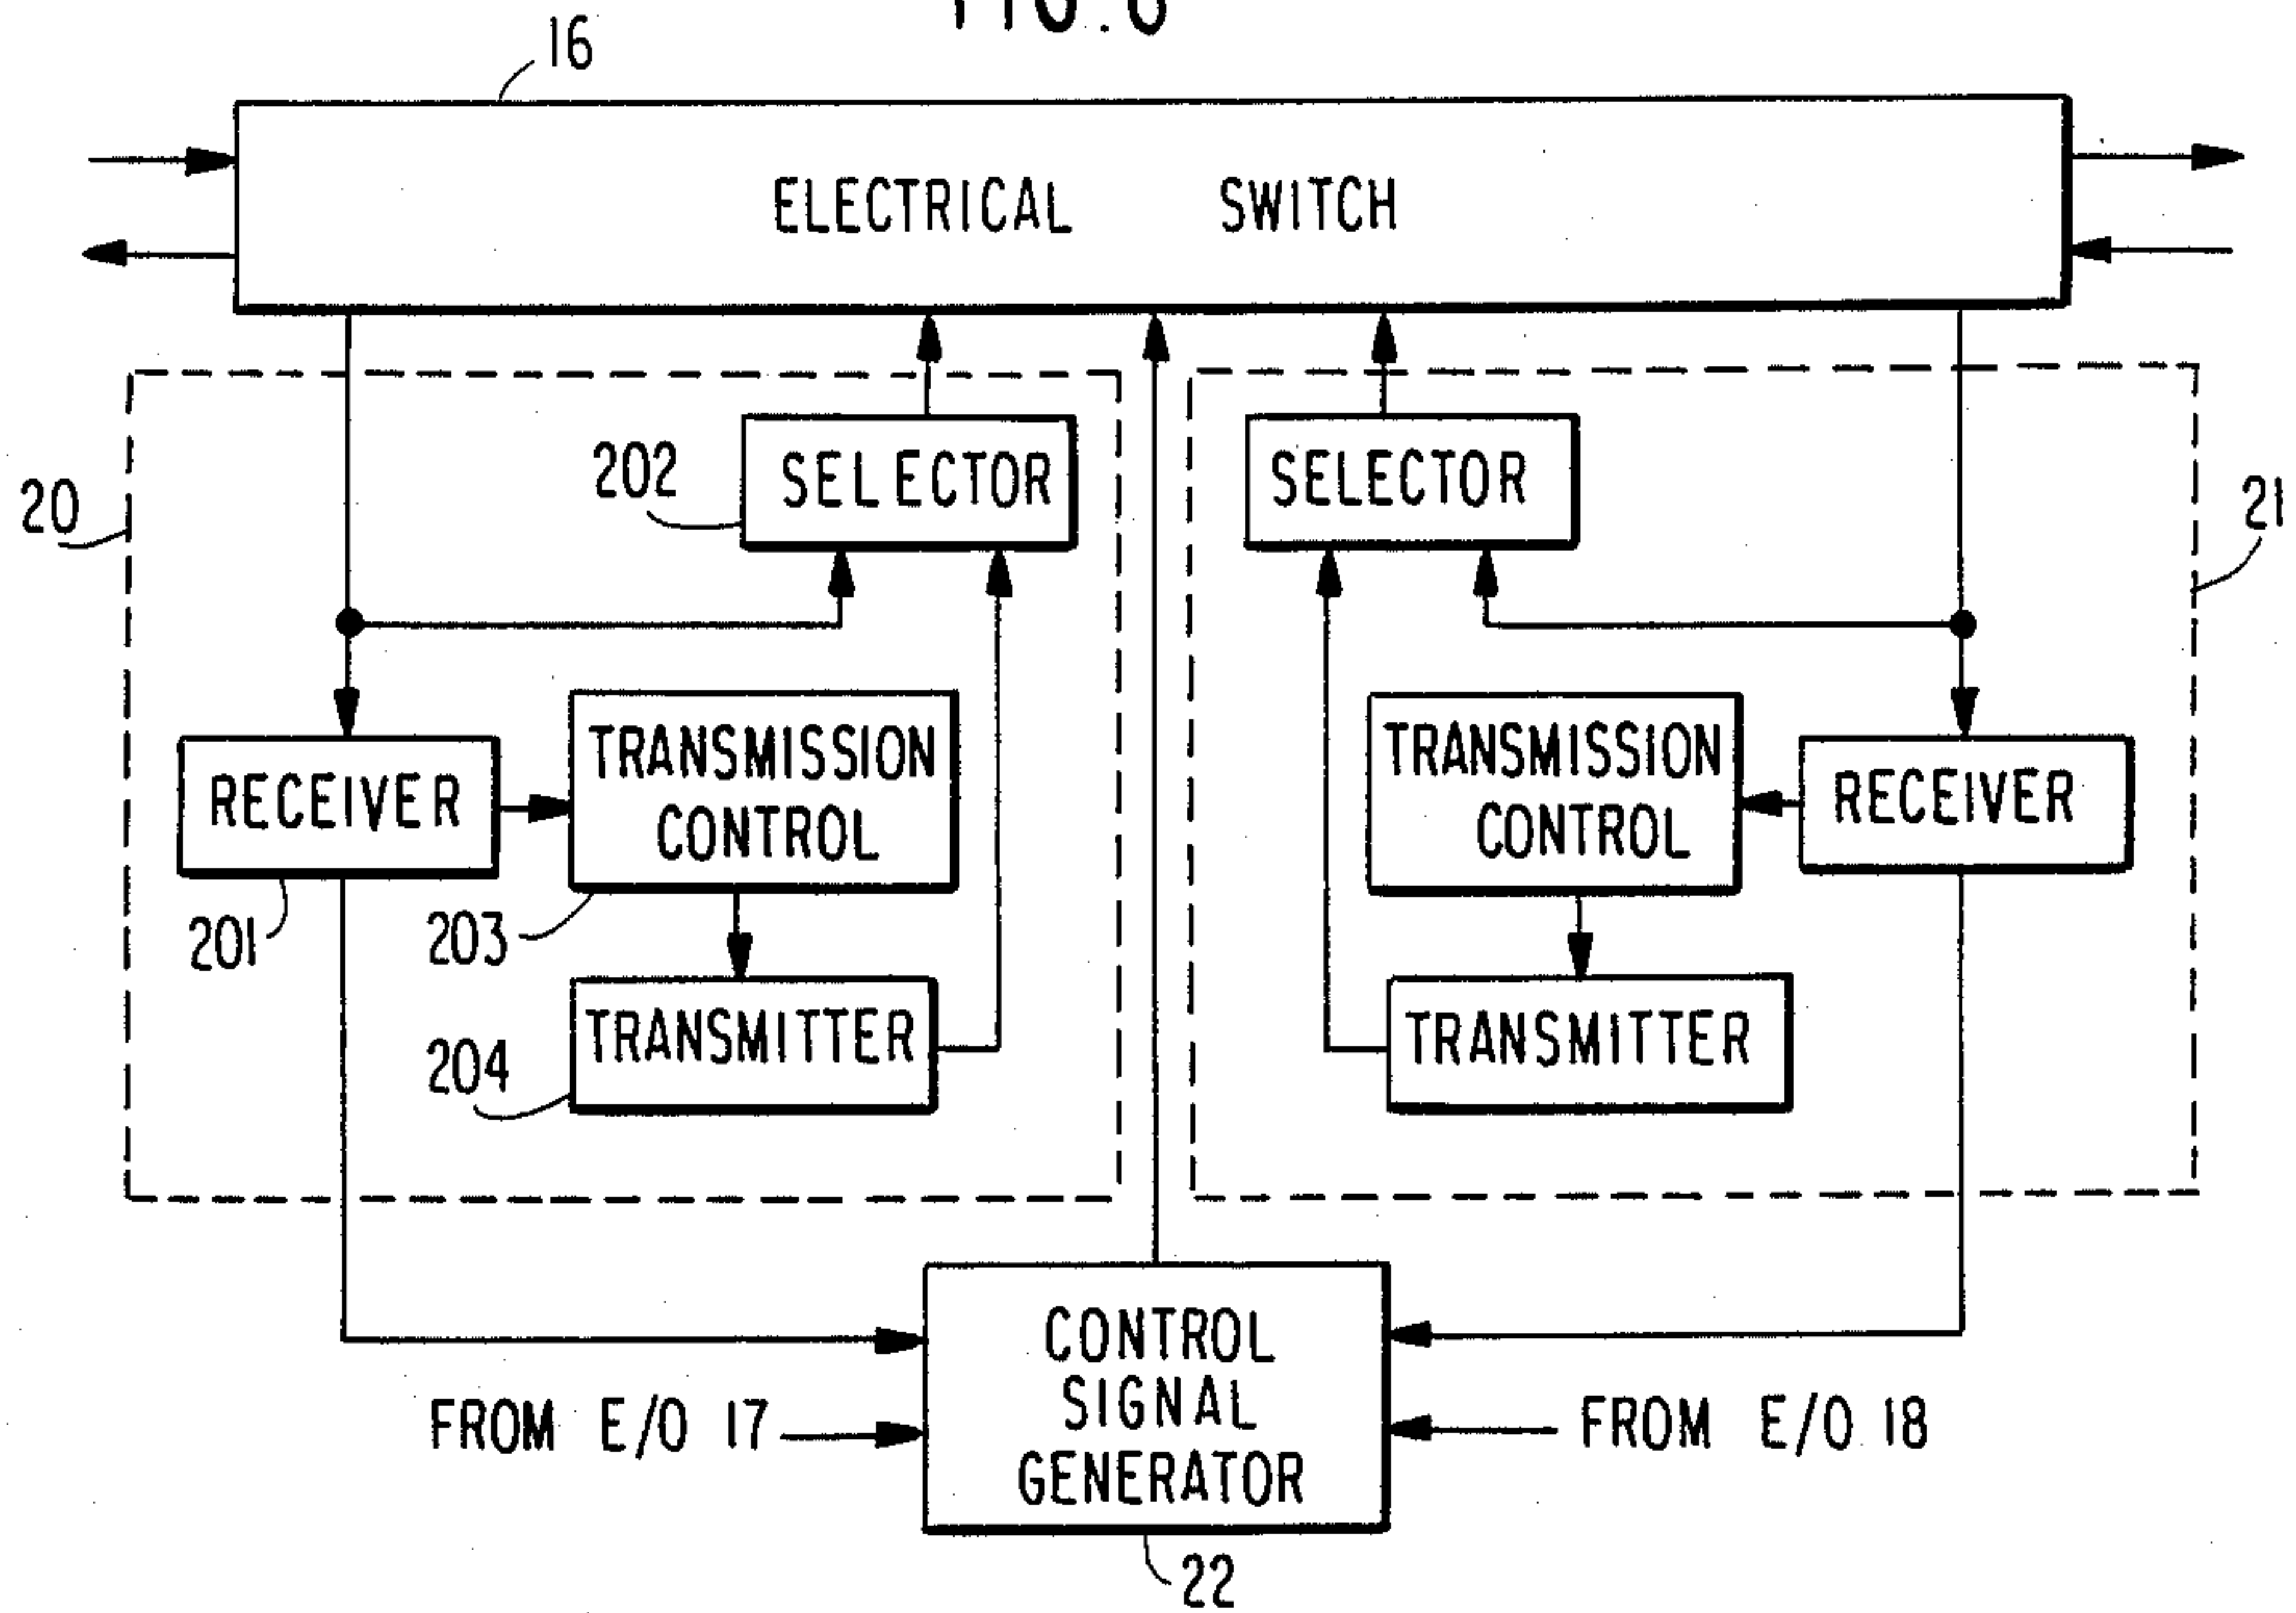 16
ELECTRICAL SWITCH
202
SELECTOR
SELECTOR
20
21
TRANSMISSION
CONTROL
TRANSMISSION
CONTROL
RECEIVER
RECEIVER
201
203
TRANSMITTER
TRANSMITTER
204
CONTROL
SIGNAL
GENERATOR
FROM E/O 17
FROM E/O 18
22